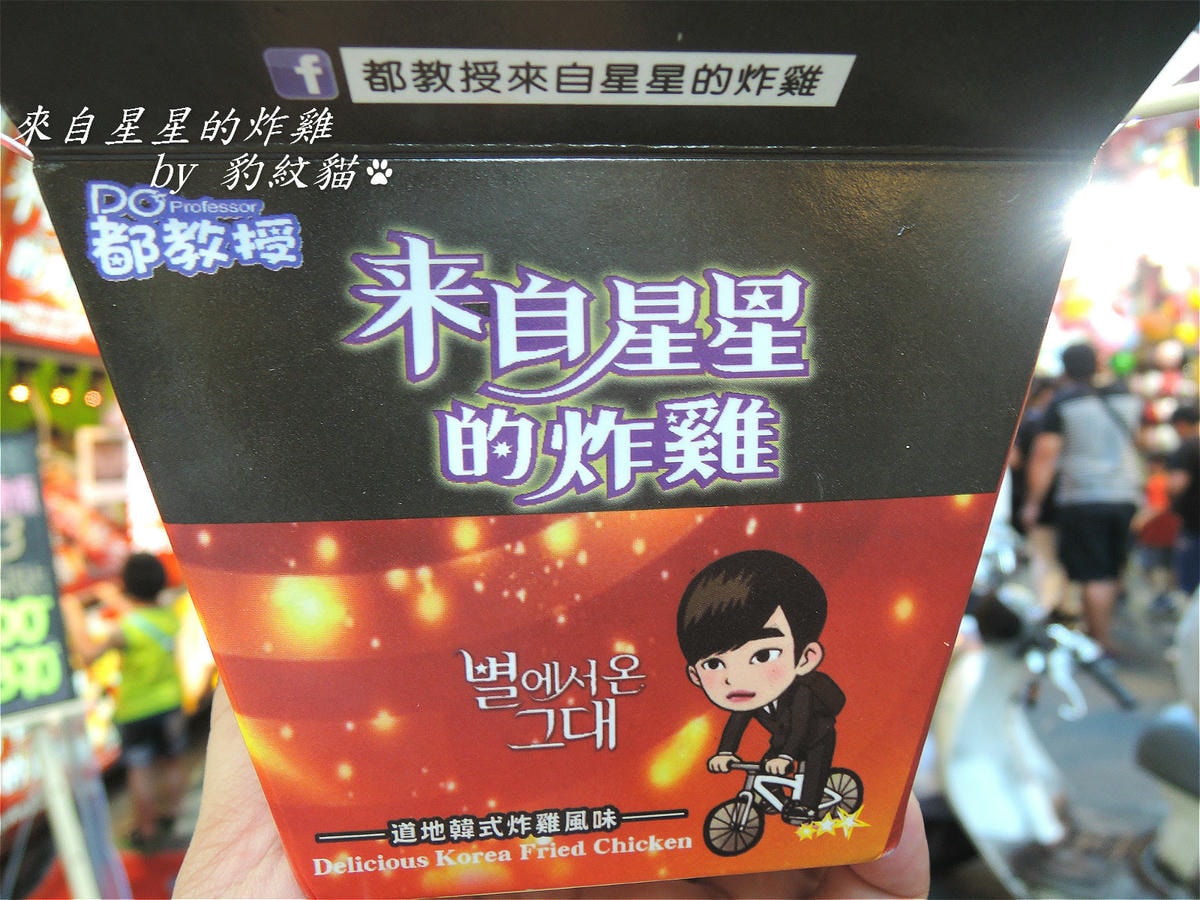 都教授來自星星的炸雞
來自星星的炸雞
by 豹紋貓
DO Professor
都教授
来自星星
的炸雞
별에서 온
그대
道地韓式炸雞風味
Delicious Korea Fried Chicken